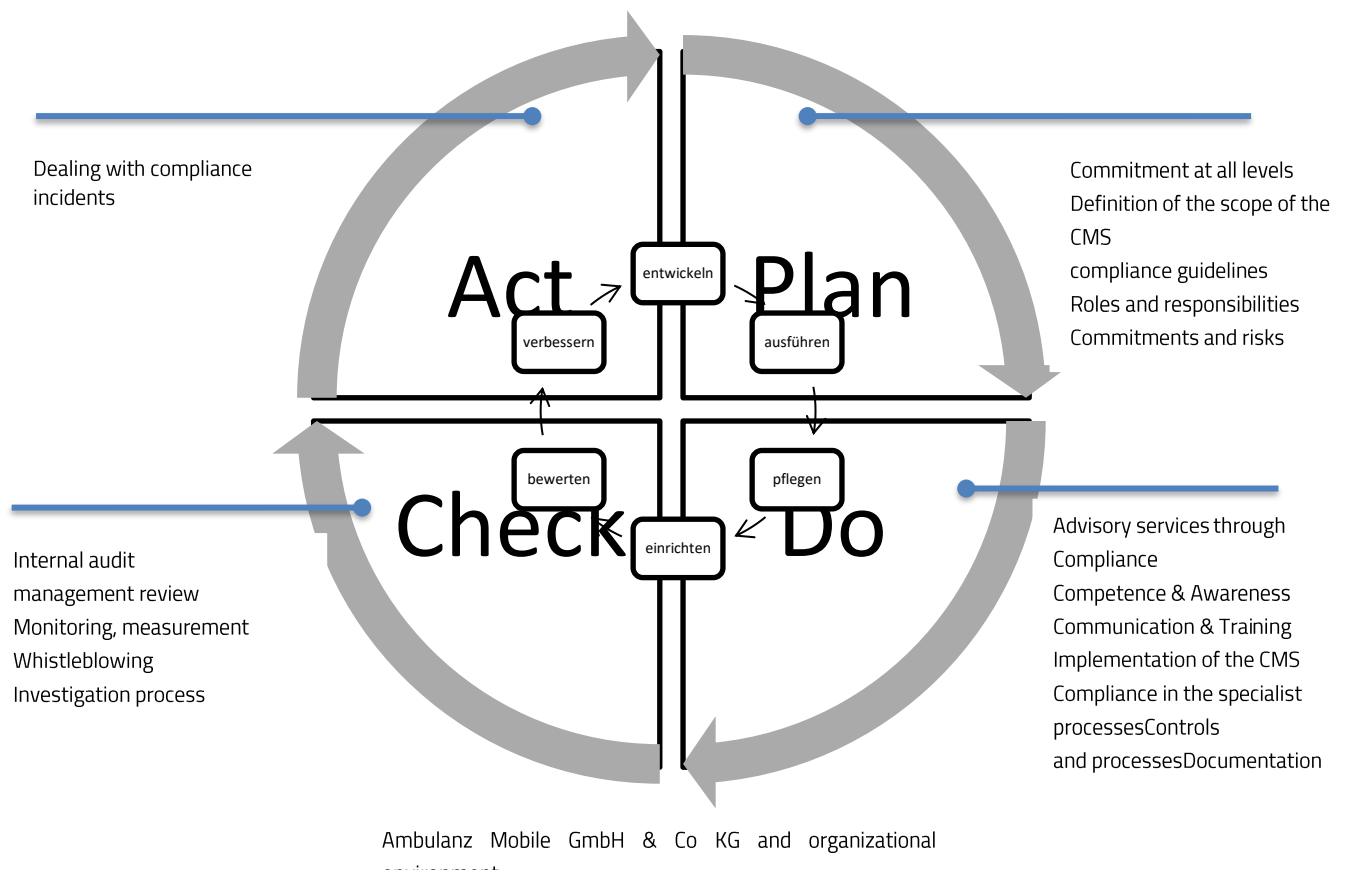 Dealing with compliance
incidents
Commitment at all levels
Definition of the scope of the
CMS
compliance guidelines
Roles and responsibilities
Commitments and risks
Act
Plan
entwickeln
verbessern
ausführen
bewerten
pflegen
einrichten
Check
Do
Internal audit
management review
Monitoring, measurement
Whistleblowing
Investigation process
Advisory services through
Compliance
Competence & Awareness
Communication & Training
Implementation of the CMS
Compliance in the specialist
processesControls
and processesDocumentation
Ambulanz Mobile GmbH & Co KG and organizational